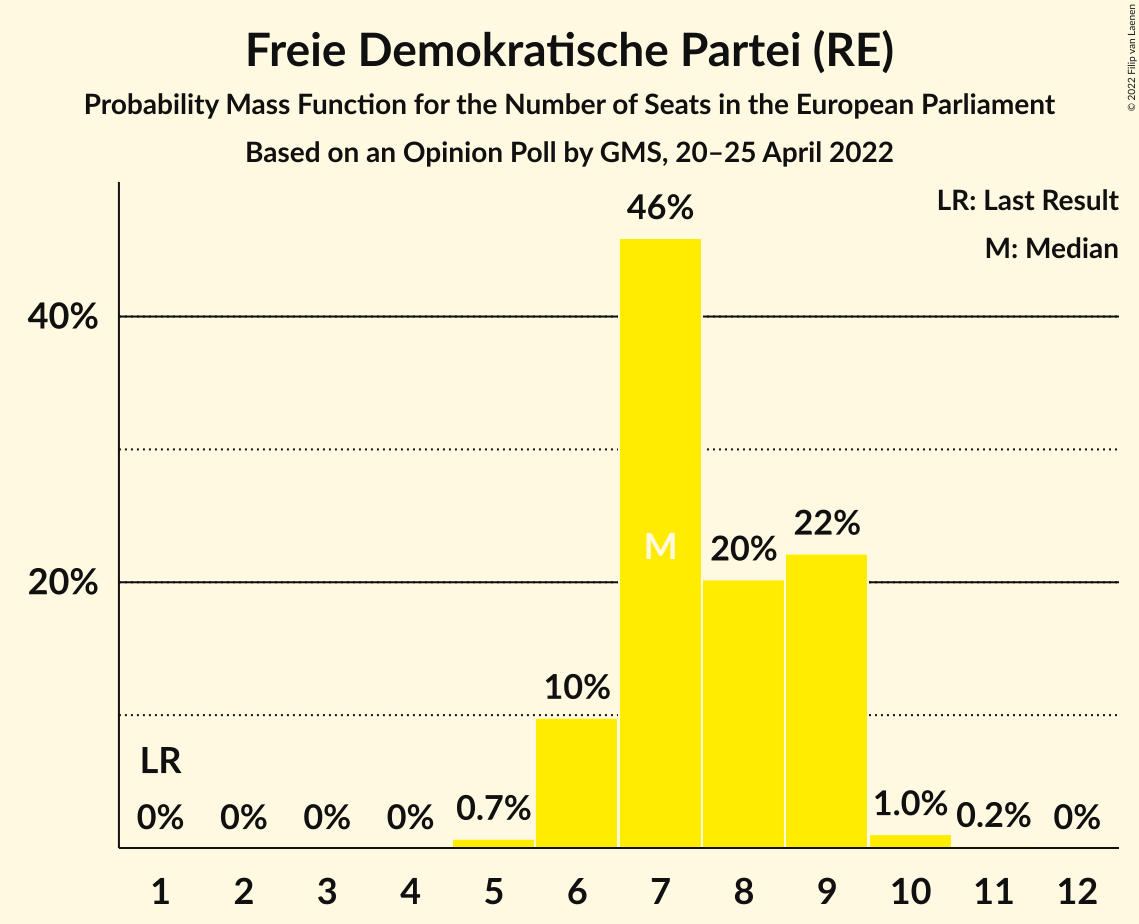 Freie Demokratische Partei (RE)
Probability Mass Function for the Number of Seats in the European Parliament
Based on an Opinion Poll by GMS, 20–25 April 2022
© 2022 Filip van Laenen
LR: Last Result
M: Median
46%
40%
22%
20%
M
20%
10%
LR
0% 0% 0% 0% 0.7% 1.0% 0.2% 0%
1 2 3 4 5 6 7 8 9 10 11 12